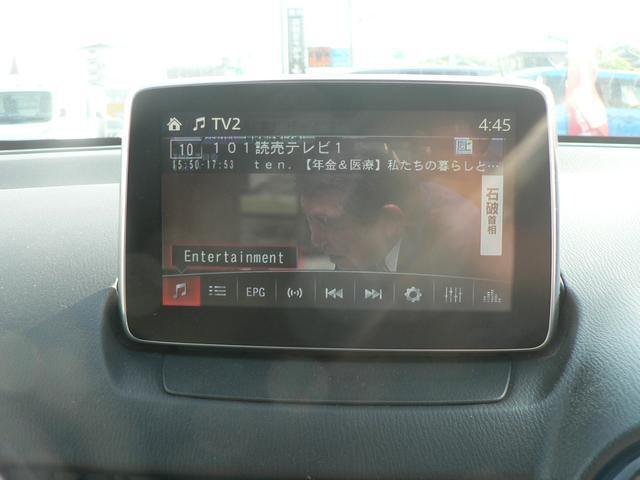 TV2 4:45
10 101読売テレビ1
15:50-17:53 ten.【年金&医療】私たちの暮らしと…
石破首相
Entertainment
EPG